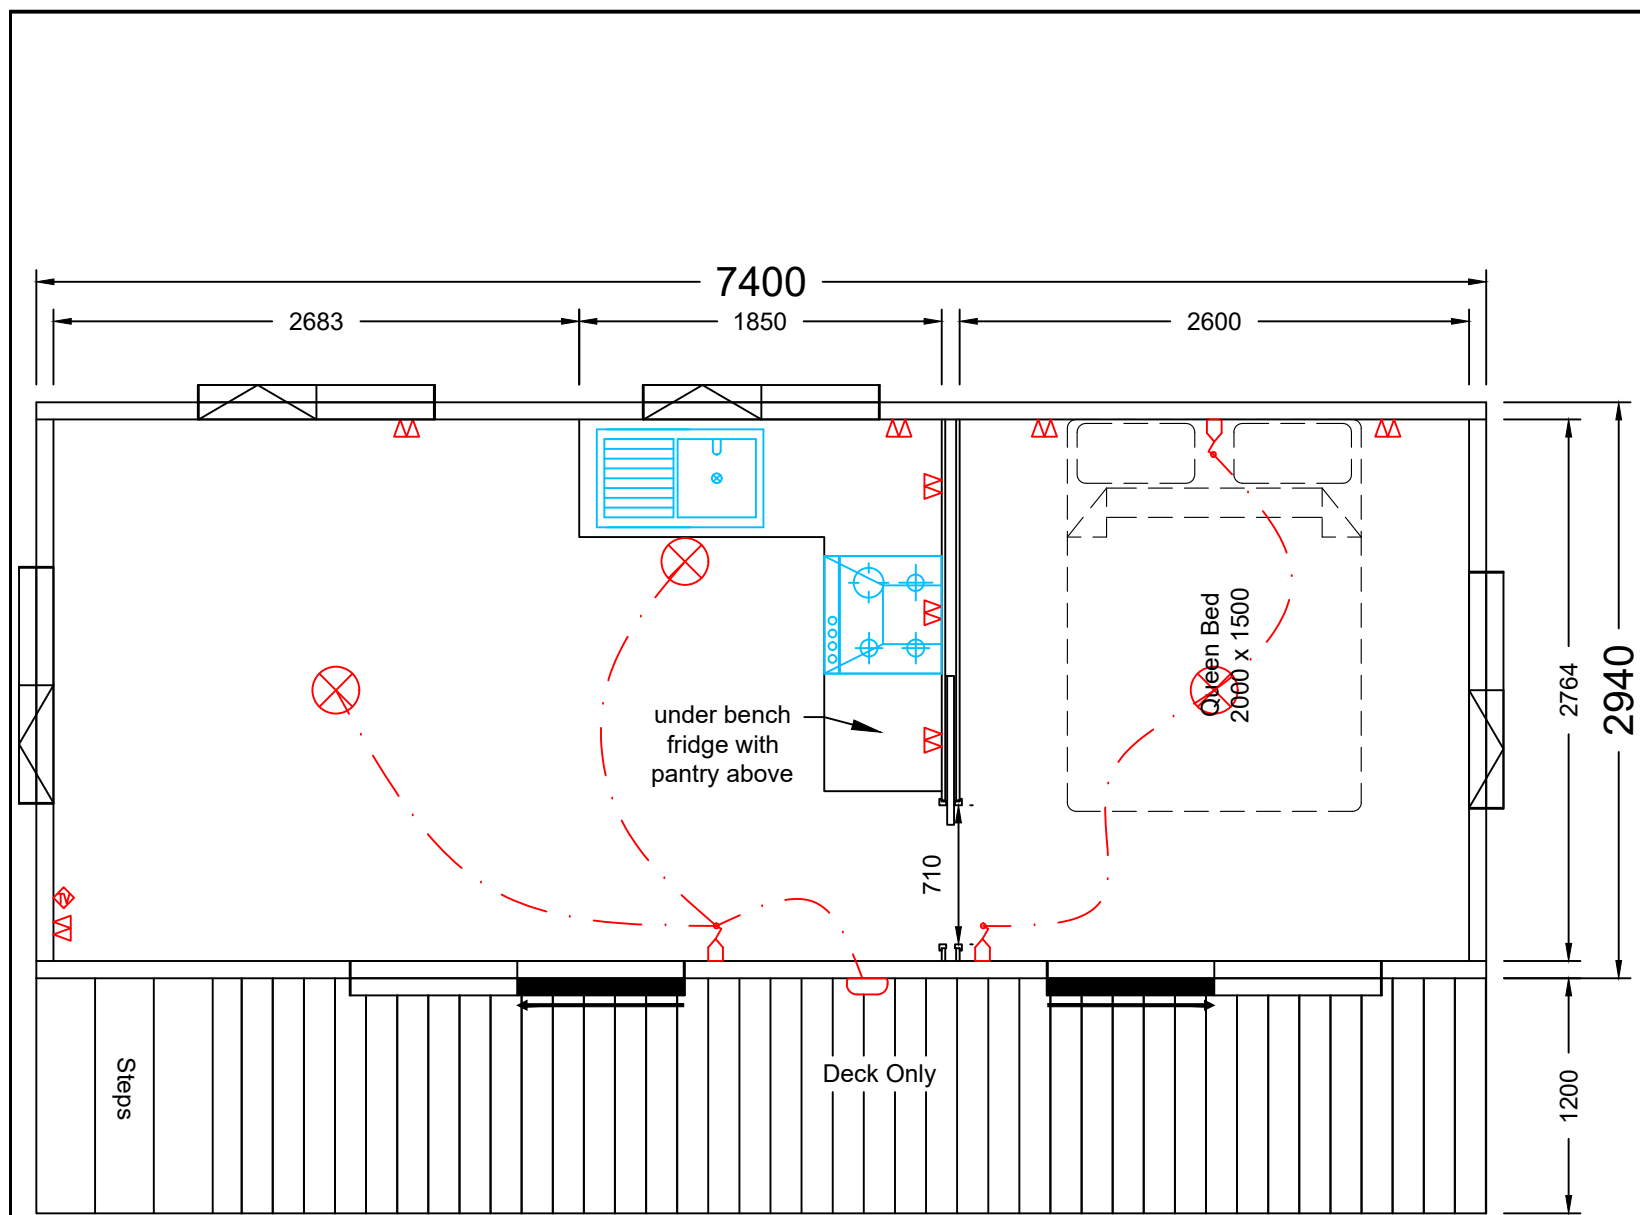 7400
2683
1850
2600
Queen Bed
2000 x 1500
under bench
fridge with
pantry above
710
2764
2940
Steps
Deck Only
1200